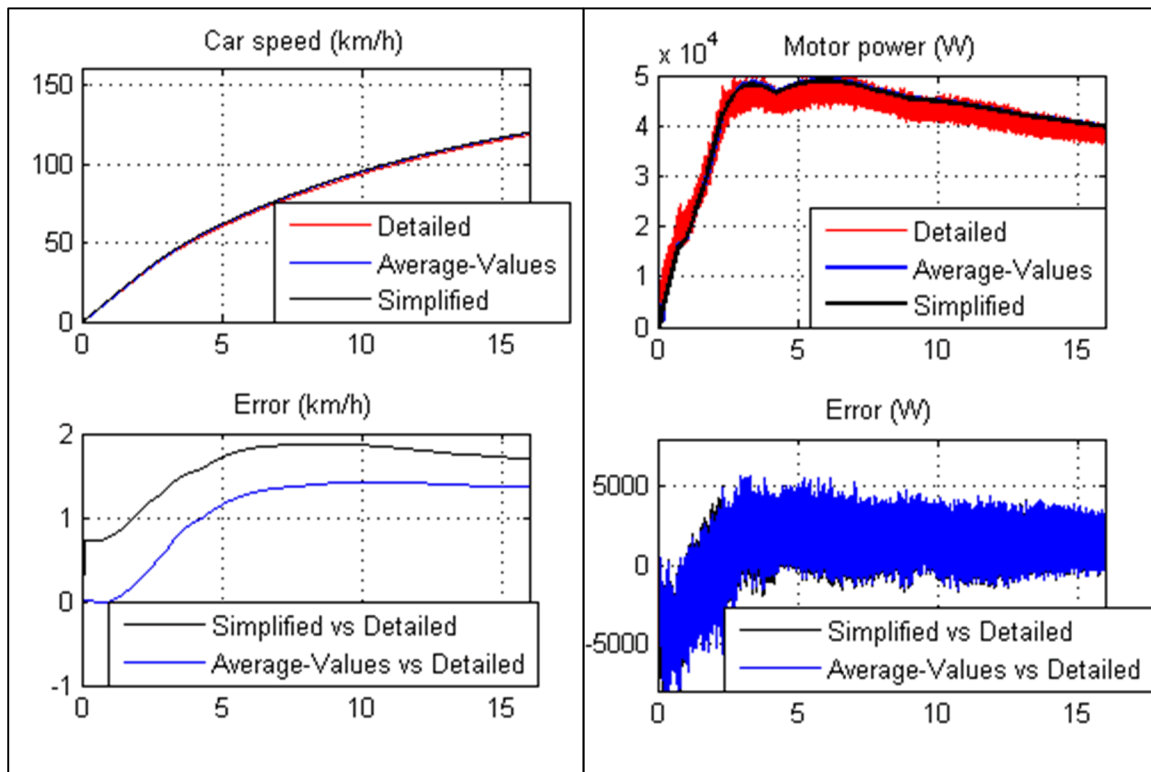 Car speed (km/h)
150
100
50
0
Detailed
Average-Values
Simplified
0 5 10 15
Error (km/h)
2
1
0
-1
Simplified vs Detailed
Average-Values vs Detailed
0 5 10 15
x 10^4
Motor power (W)
5
4
3
2
1
0
Detailed
Average-Values
Simplified
0 5 10 15
Error (W)
5000
0
-5000
Simplified vs Detailed
Average-Values vs Detailed
0 5 10 15